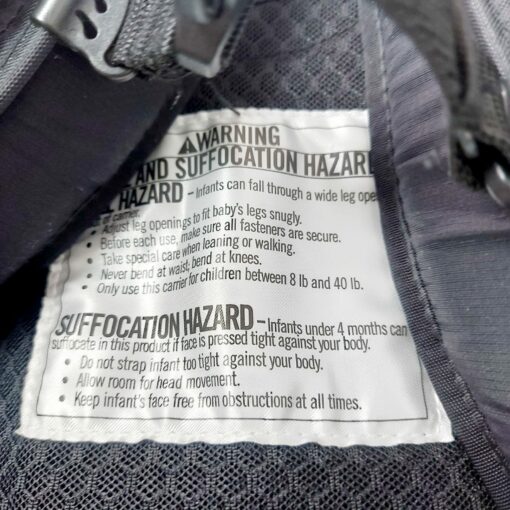 WARNING
AND SUFFOCATION HAZARD
HAZARD – Infants can fall through a wide leg
of carrier.
• Adjust leg openings to fit baby's legs snugly.
• Before each use, make sure all fasteners are secure.
• Take special care when leaning or walking.
• Never bend at waist, bend at knees.
• Only use this carrier for children between 8 lb and 40 lb.
SUFFOCATION HAZARD – Infants under 4 months can
suffocate in this product if face is pressed tight against your body.
• Do not strap infant too tight against your body.
• Allow room for head movement.
• Keep infant's face free from obstructions at all times.